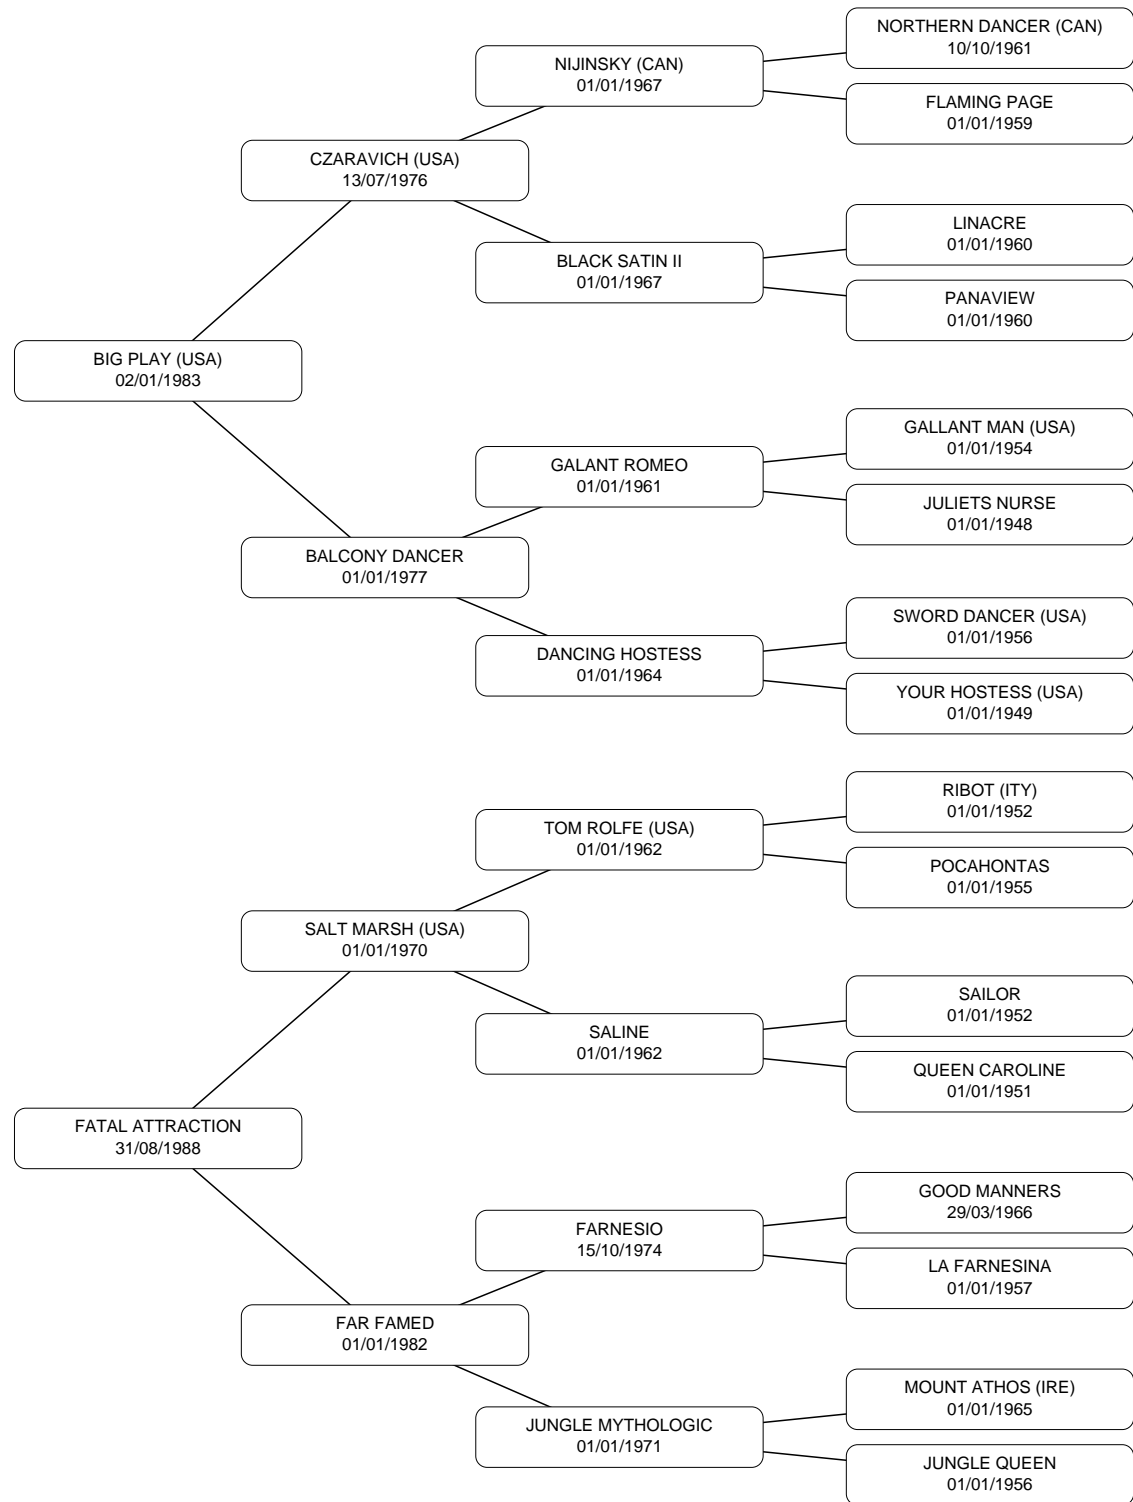 NORTHERN DANCER (CAN)
10/10/1961
NIJINSKY (CAN)
01/01/1967
FLAMING PAGE
01/01/1959
CZARAVICH (USA)
13/07/1976
LINACRE
01/01/1960
BLACK SATIN II
01/01/1967
PANAVIEW
01/01/1960
BIG PLAY (USA)
02/01/1983
GALLANT MAN (USA)
01/01/1954
GALANT ROMEO
01/01/1961
JULIETS NURSE
01/01/1948
BALCONY DANCER
01/01/1977
SWORD DANCER (USA)
01/01/1956
DANCING HOSTESS
01/01/1964
YOUR HOSTESS (USA)
01/01/1949
RIBOT (ITY)
01/01/1952
TOM ROLFE (USA)
01/01/1962
POCAHONTAS
01/01/1955
SALT MARSH (USA)
01/01/1970
SAILOR
01/01/1952
SALINE
01/01/1962
QUEEN CAROLINE
01/01/1951
FATAL ATTRACTION
31/08/1988
GOOD MANNERS
29/03/1966
FARNESIO
15/10/1974
LA FARNESINA
01/01/1957
FAR FAMED
01/01/1982
MOUNT ATHOS (IRE)
01/01/1965
JUNGLE MYTHOLOGIC
01/01/1971
JUNGLE QUEEN
01/01/1956